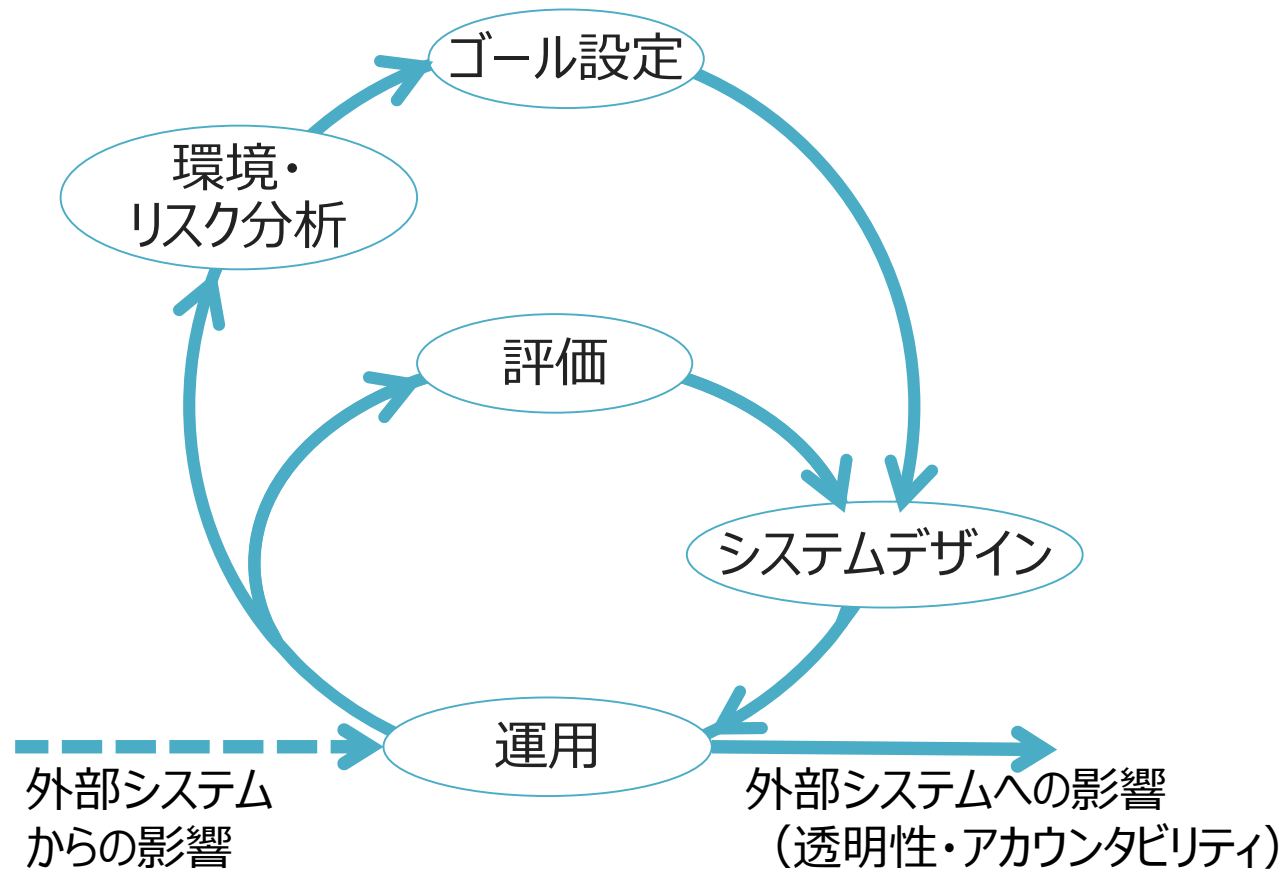 ゴール設定
環境・
リスク分析
評価
システムデザイン
運用
外部システム
からの影響
外部システムへの影響
（透明性・アカウンタビリティ）